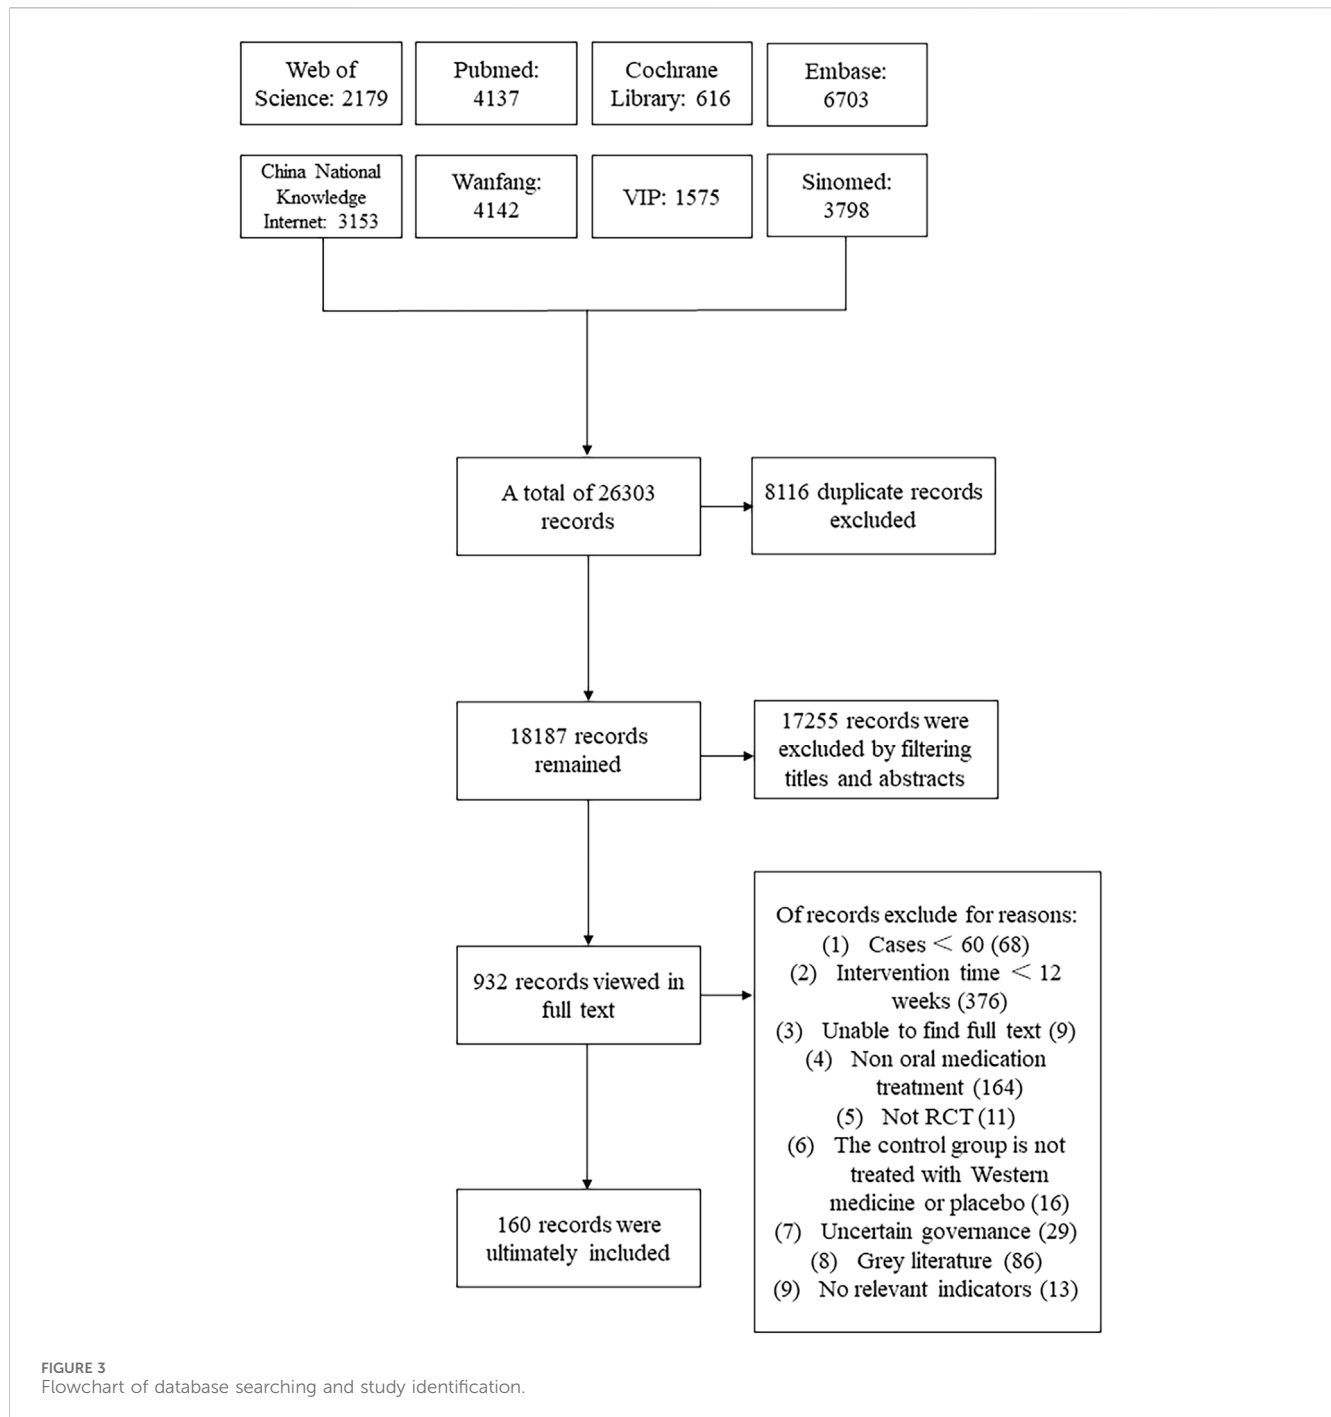 Web of
Science: 2179
Pubmed:
4137
Cochrane
Library: 616
Embase:
6703
China National
Knowledge
Internet: 3153
Wanfang:
4142
VIP: 1575
Sinomed:
3798
A total of 26303
records
8116 duplicate records
excluded
18187 records
remained
17255 records were
excluded by filtering
titles and abstracts
932 records viewed in
full text
Of records exclude for reasons:
(1) Cases < 60 (68)
(2) Intervention time < 12
weeks (376)
(3) Unable to find full text (9)
(4) Non oral medication
treatment (164)
(5) Not RCT (11)
(6) The control group is not
treated with Western
medicine or placebo (16)
(7) Uncertain governance (29)
(8) Grey literature (86)
(9) No relevant indicators (13)
160 records were
ultimately included
FIGURE 3
Flowchart of database searching and study identification.